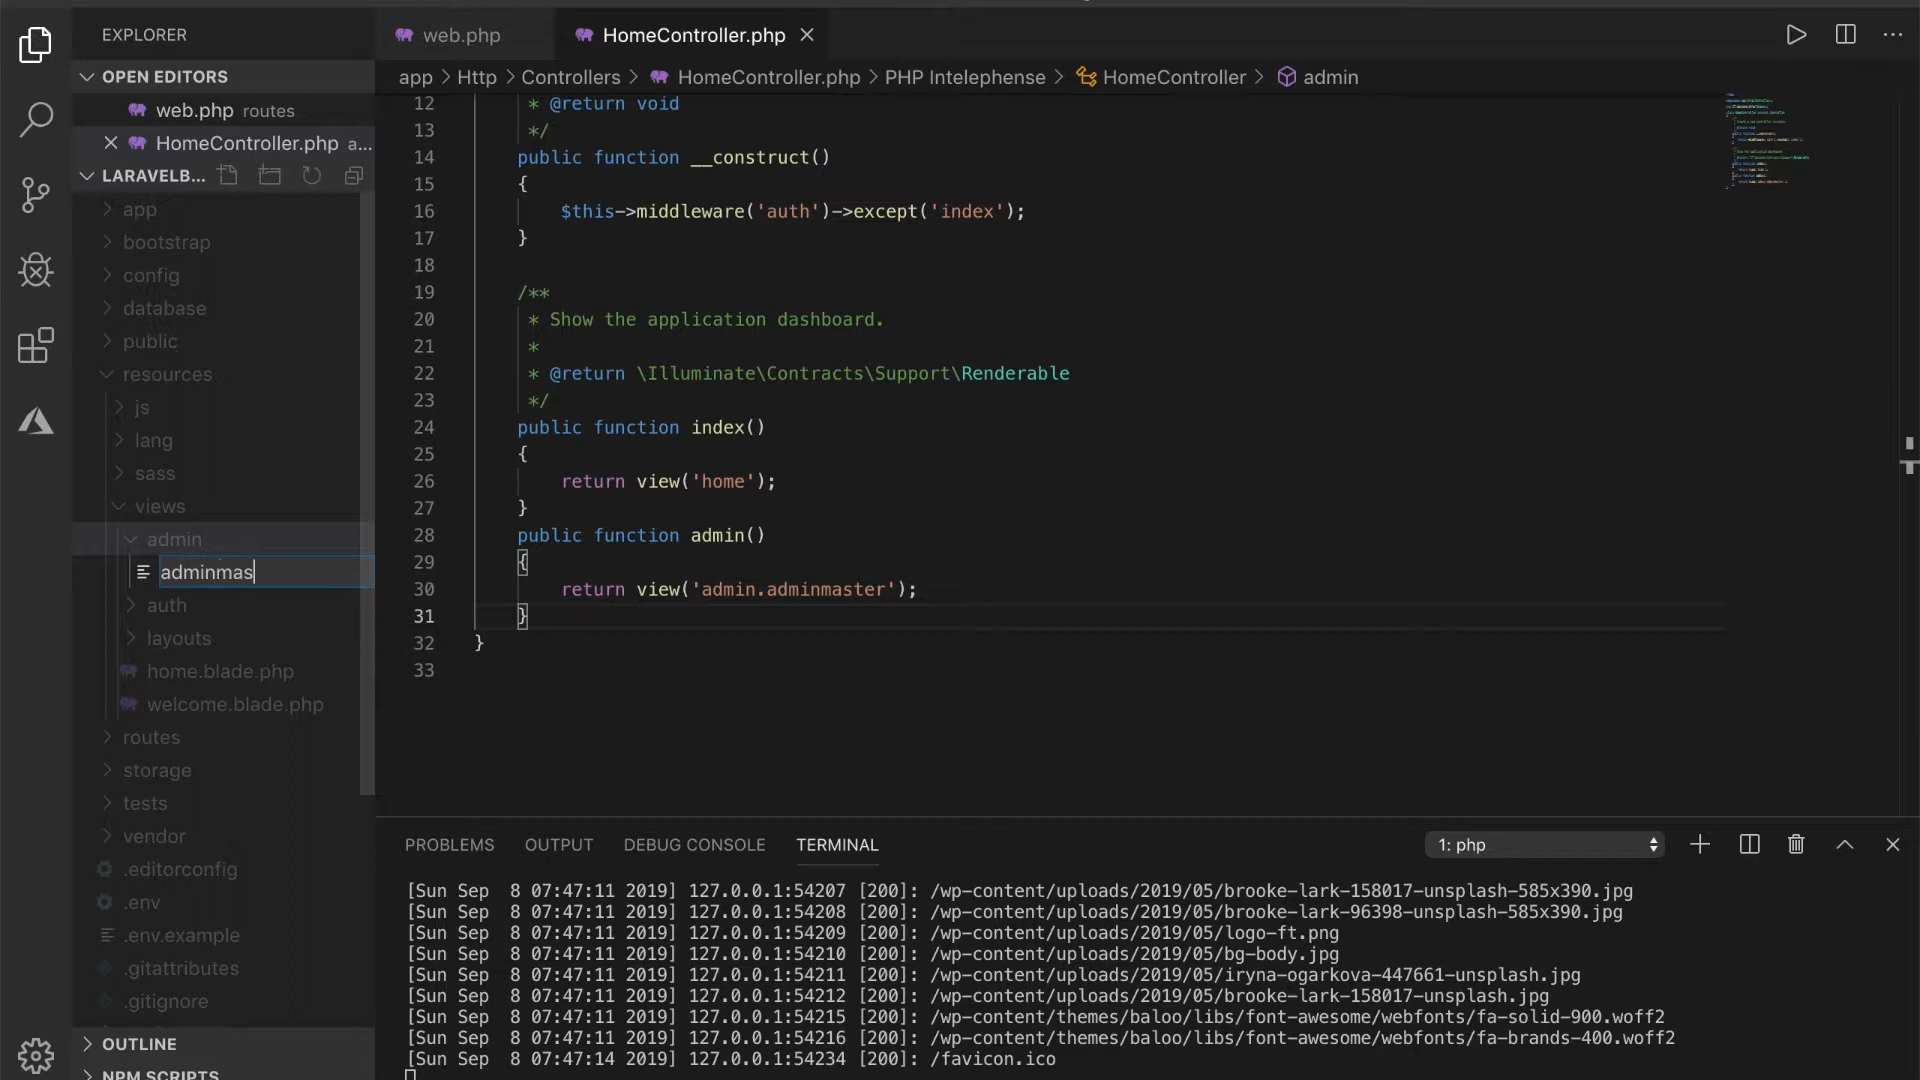 EXPLORER
OPEN EDITORS
web.php routes
HomeController.php a...
LARAVELB...
app
bootstrap
config
database
public
resources
js
lang
sass
views
admin
adminmas
auth
layouts
home.blade.php
welcome.blade.php
routes
storage
tests
vendor
.editorconfig
.env
.env.example
.gitattributes
.gitignore
OUTLINE
NPM SCRIPTS
web.php
HomeController.php
app > Http > Controllers > HomeController.php > PHP Intelephense > HomeController > admin
12 * @return void
13 */
14 public function __construct()
15 {
16 $this->middleware('auth')->except('index');
17 }
18
19 /**
20 * Show the application dashboard.
21 *
22 * @return \Illuminate\Contracts\Support\Renderable
23 */
24 public function index()
25 {
26 return view('home');
27 }
28 public function admin()
29 {
30 return view('admin.adminmaster');
31 }
32 }
33
PROBLEMS OUTPUT DEBUG CONSOLE TERMINAL
1: php
[Sun Sep  8 07:47:11 2019] 127.0.0.1:54207 [200]: /wp-content/uploads/2019/05/brooke-lark-158017-unsplash-585x390.jpg
[Sun Sep  8 07:47:11 2019] 127.0.0.1:54208 [200]: /wp-content/uploads/2019/05/brooke-lark-96398-unsplash-585x390.jpg
[Sun Sep  8 07:47:11 2019] 127.0.0.1:54209 [200]: /wp-content/uploads/2019/05/logo-ft.png
[Sun Sep  8 07:47:11 2019] 127.0.0.1:54210 [200]: /wp-content/uploads/2019/05/bg-body.jpg
[Sun Sep  8 07:47:11 2019] 127.0.0.1:54211 [200]: /wp-content/uploads/2019/05/iryna-ogarkova-447661-unsplash.jpg
[Sun Sep  8 07:47:11 2019] 127.0.0.1:54212 [200]: /wp-content/uploads/2019/05/brooke-lark-158017-unsplash.jpg
[Sun Sep  8 07:47:11 2019] 127.0.0.1:54215 [200]: /wp-content/themes/baloo/libs/font-awesome/webfonts/fa-solid-900.woff2
[Sun Sep  8 07:47:11 2019] 127.0.0.1:54216 [200]: /wp-content/themes/baloo/libs/font-awesome/webfonts/fa-brands-400.woff2
[Sun Sep  8 07:47:14 2019] 127.0.0.1:54234 [200]: /favicon.ico